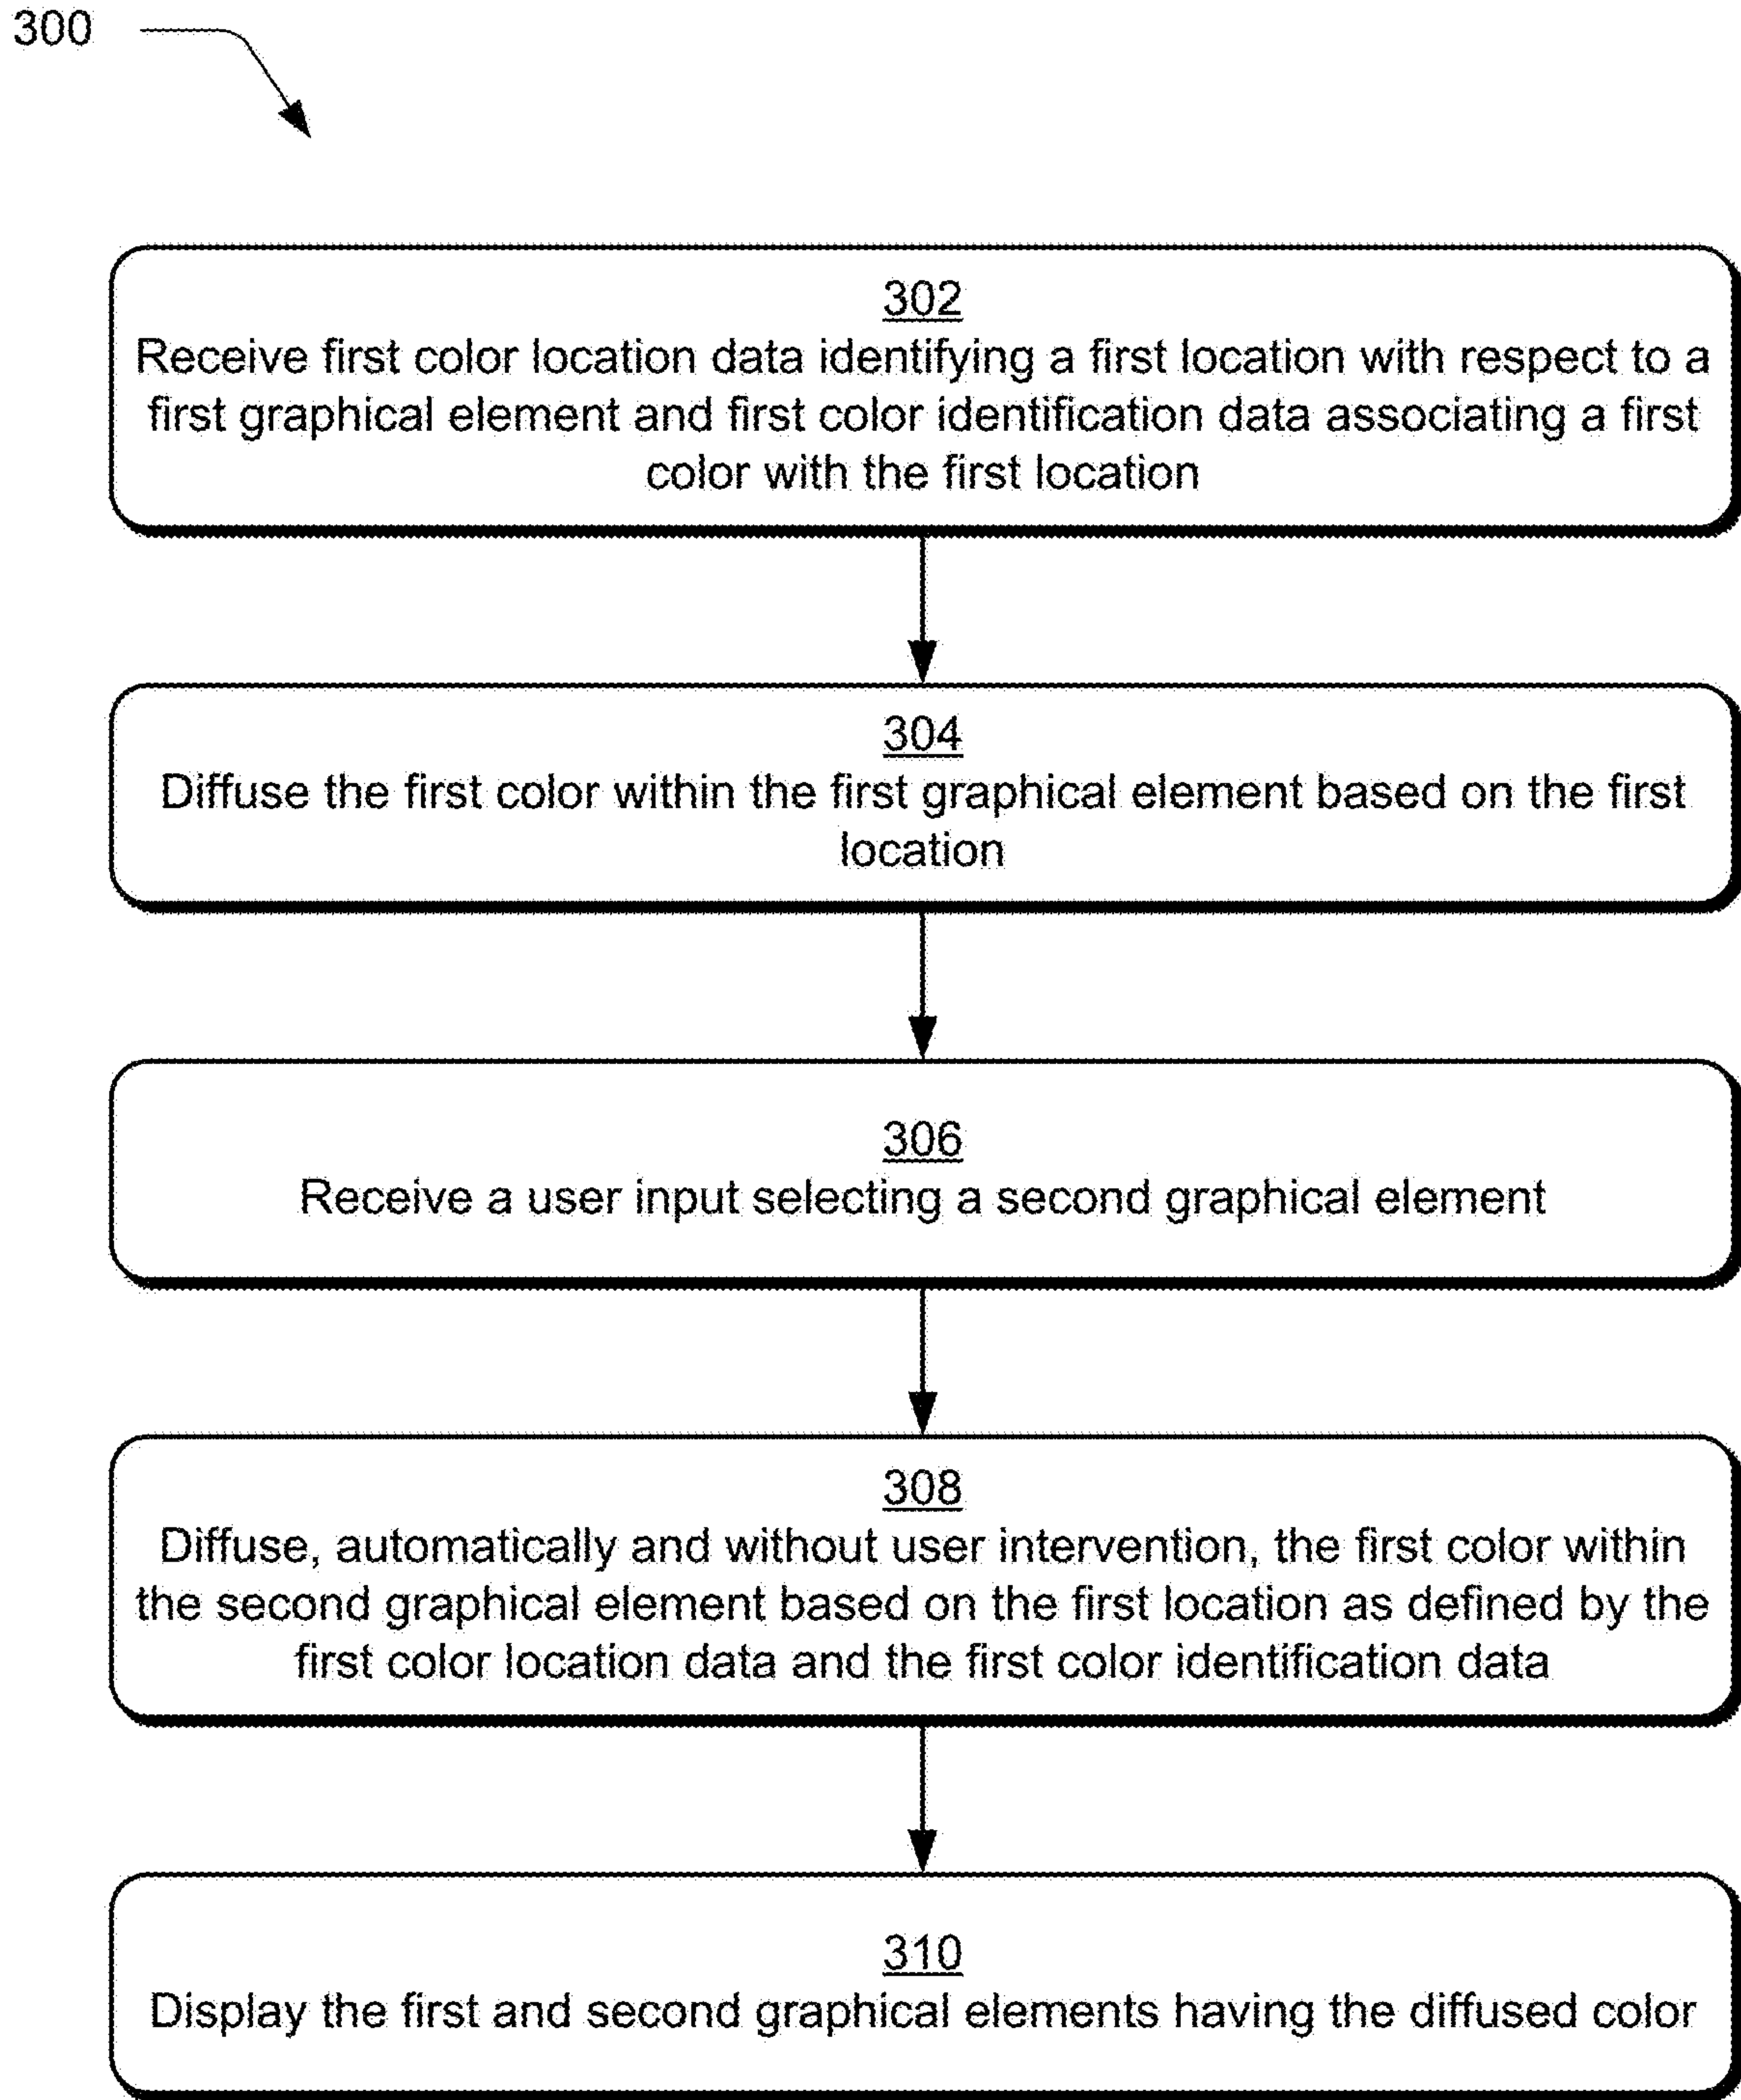 300
302
Receive first color location data identifying a first location with respect to a
first graphical element and first color identification data associating a first
color with the first location
304
Diffuse the first color within the first graphical element based on the first
location
306
Receive a user input selecting a second graphical element
308
Diffuse, automatically and without user intervention, the first color within
the second graphical element based on the first location as defined by the
first color location data and the first color identification data
310
Display the first and second graphical elements having the diffused color